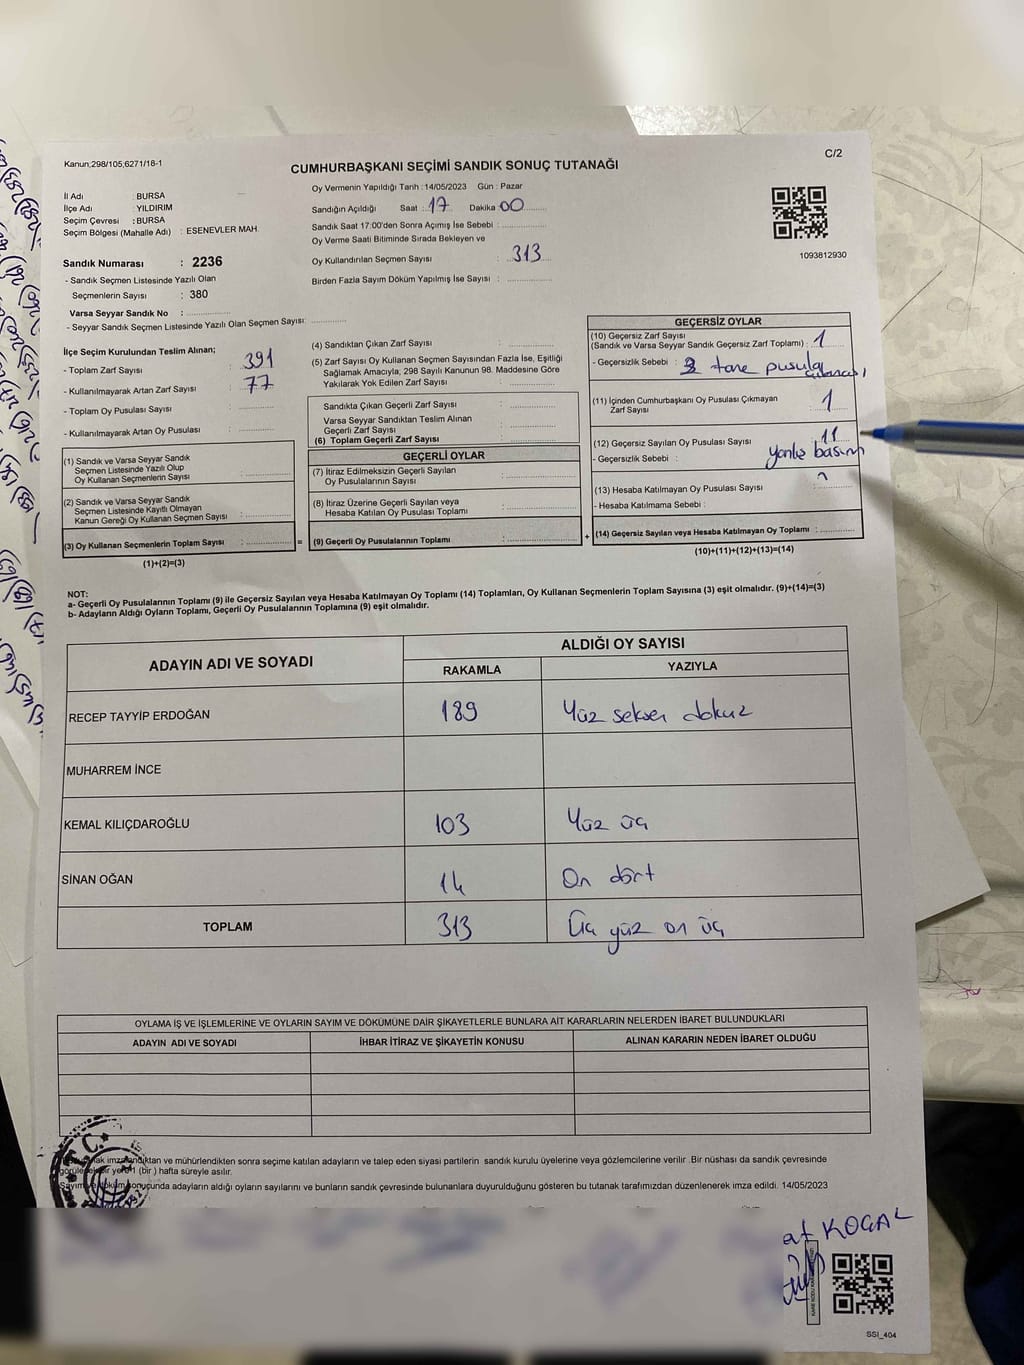 Kanun;298/105,6271/18-1
C/2
CUMHURBAŞKANI SEÇİMİ SANDIK SONUÇ TUTANAĞI
İl Adı : BURSA
İlçe Adı : YILDIRIM
Seçim Çevresi : BURSA
Seçim Bölgesi (Mahalle Adı) : ESENEVLER MAH.
Oy Vermenin Yapıldığı Tarih :14/05/2023 Gün : Pazar
Sandığın Açıldığı Saat : 17 Dakika 00
Sandık Saat 17:00'den Sonra Açımış İse Sebebi :
Oy Verme Saati Bitiminde Sırada Bekleyen ve
Oy Kullandırılan Seçmen Sayısı : 313
Birden Fazla Sayım Döküm Yapılmış İse Sayısı :
1093812930
Sandık Numarası : 2236
- Sandık Seçmen Listesinde Yazılı Olan
Seçmenlerin Sayısı : 380
Varsa Seyyar Sandık No :
- Seyyar Sandık Seçmen Listesinde Yazılı Olan Seçmen Sayısı:
İlçe Seçim Kurulundan Teslim Alınan;
- Toplam Zarf Sayısı : 391
- Kullanılmayarak Artan Zarf Sayısı : 77
- Toplam Oy Pusulası Sayısı :
- Kullanılmayarak Artan Oy Pusulası :
(1) Sandık ve Varsa Seyyar Sandık
Seçmen Listesinde Yazılı Olup
Oy Kullanan Seçmenlerin Sayısı :
(2) Sandık ve Varsa Seyyar Sandık
Seçmen Listesinde Kayıtlı Olmayan
Kanun Gereği Oy Kullanan Seçmen Sayısı :
(3) Oy Kullanan Seçmenlerin Toplam Sayısı : =
(1)+(2)=(3)
(4) Sandıktan Çıkan Zarf Sayısı :
(5) Zarf Sayısı Oy Kullanan Seçmen Sayısından Fazla İse, Eşitliği
Sağlamak Amacıyla; 298 Sayılı Kanunun 98. Maddesine Göre
Yakılarak Yok Edilen Zarf Sayısı :
Sandıkta Çıkan Geçerli Zarf Sayısı :
Varsa Seyyar Sandıktan Teslim Alınan
Geçerli Zarf Sayısı :
(6) Toplam Geçerli Zarf Sayısı :
GEÇERLİ OYLAR
(7) İtiraz Edilmeksizin Geçerli Sayılan
Oy Pusulalarının Sayısı :
(8) İtiraz Üzerine Geçerli Sayılan veya
Hesaba Katılan Oy Pusulası Toplamı :
(9) Geçerli Oy Pusulalarının Toplamı : +
GEÇERSİZ OYLAR
(10) Geçersiz Zarf Sayısı
(Sandık ve Varsa Seyyar Sandık Geçersiz Zarf Toplamı) : 1
- Geçersizlik Sebebi : 2 tane pusula
(11) İçinden Cumhurbaşkanı Oy Pusulası Çıkmayan
Zarf Sayısı : 1
(12) Geçersiz Sayılan Oy Pusulası Sayısı : 11
- Geçersizlik Sebebi : yanlış basım
(13) Hesaba Katılmayan Oy Pusulası Sayısı :
- Hesaba Katılmama Sebebi :
(14) Geçersiz Sayılan veya Hesaba Katılmayan Oy Toplamı :
(10)+(11)+(12)+(13)=(14)
NOT:
a- Geçerli Oy Pusulalarının Toplamı (9) ile Geçersiz Sayılan veya Hesaba Katılmayan Oy Toplamı (14) Toplamları, Oy Kullanan Seçmenlerin Toplam Sayısına (3) eşit olmalıdır. (9)+(14)=(3)
b- Adayların Aldığı Oyların Toplamı, Geçerli Oy Pusulalarının Toplamına (9) eşit olmalıdır.
ADAYIN ADI VE SOYADI
ALDIĞI OY SAYISI
RAKAMLA YAZIYLA
RECEP TAYYİP ERDOĞAN 189 Yüz seksen dokuz
MUHARREM İNCE
KEMAL KILIÇDAROĞLU 103 Yüz üç
SİNAN OĞAN 14 On dört
TOPLAM 313 Üç yüz on üç
OYLAMA İŞ VE İŞLEMLERİNE VE OYLARIN SAYIM VE DÖKÜMÜNE DAİR ŞİKAYETLERLE BUNLARA AİT KARARLARIN NELERDEN İBARET BULUNDUKLARI
ADAYIN ADI VE SOYADI İHBAR İTİRAZ VE ŞİKAYETİN KONUSU ALINAN KARARIN NEDEN İBARET OLDUĞU
T.C.
imzalandıktan ve mühürlendikten sonra seçime katılan adayların ve talep eden siyasi partilerin sandık kurulu üyelerine veya gözlemcilerine verilir .Bir nüshası da sandık çevresinde
yere 1 (bir ) hafta süreyle asılır.
Sayım ve döküm sonucunda adayların aldığı oyların sayılarını ve bunların sandık çevresinde bulunanlara duyurulduğunu gösteren bu tutanak tarafımızdan düzenlenerek imza edildi. 14/05/2023
at KOCAL
SSI_404